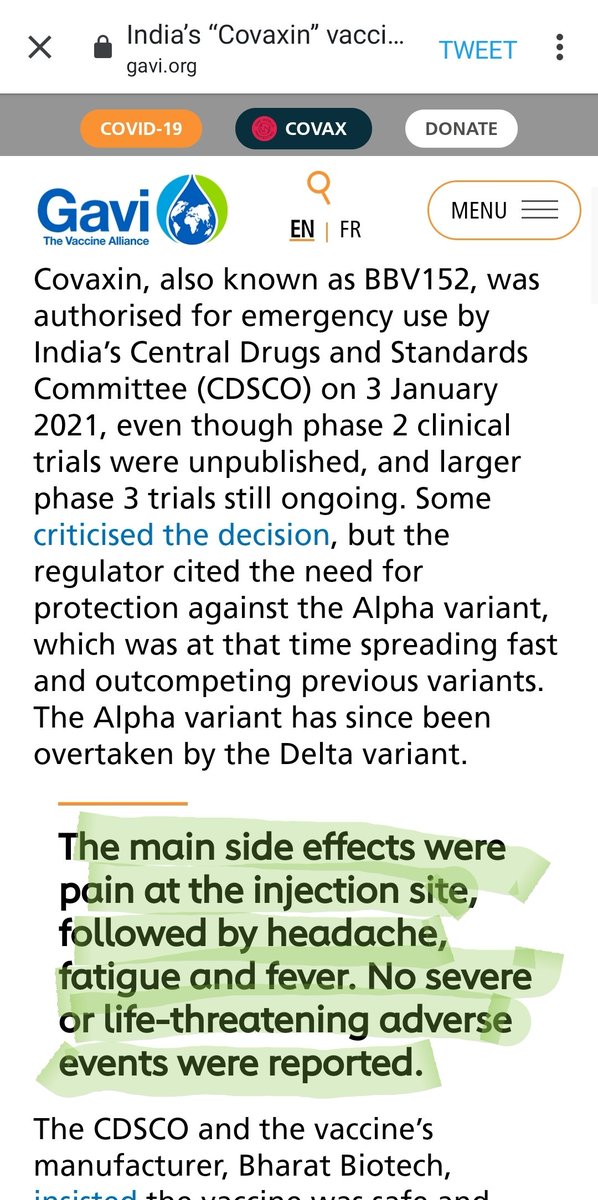 India's “Covaxin” vacci...
gavi.org
TWEET
COVID-19
COVAX
DONATE
Gavi
The Vaccine Alliance
EN | FR
MENU
Covaxin, also known as BBV152, was
authorised for emergency use by
India's Central Drugs and Standards
Committee (CDSCO) on 3 January
2021, even though phase 2 clinical
trials were unpublished, and larger
phase 3 trials still ongoing. Some
criticised the decision, but the
regulator cited the need for
protection against the Alpha variant,
which was at that time spreading fast
and outcompeting previous variants.
The Alpha variant has since been
overtaken by the Delta variant.
The main side effects were
pain at the injection site,
followed by headache,
fatigue and fever. No severe
or life-threatening adverse
events were reported.
The CDSCO and the vaccine's
manufacturer, Bharat Biotech,
insisted the vaccine was safe and